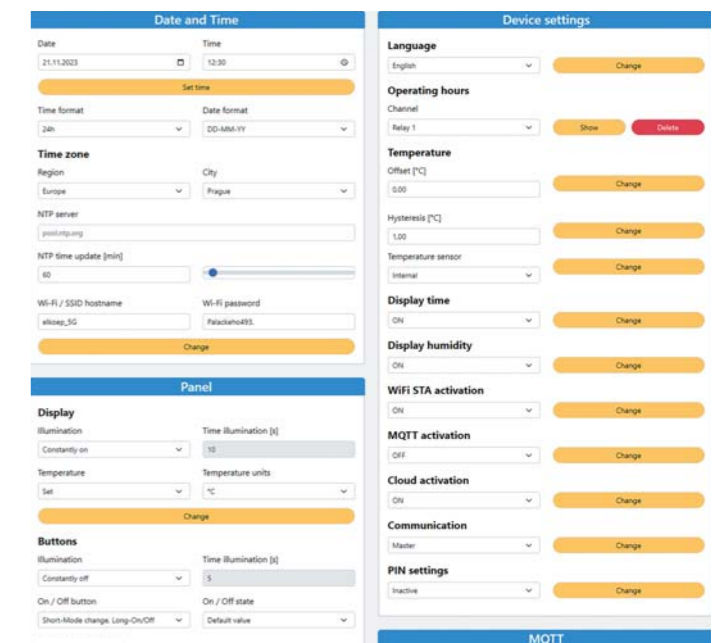 Date and Time
Date
Time
21.11.2023
12:30
Set time
Time format
Date format
24h
DD-MM-YY
Time zone
Region
City
Europe
Prague
NTP server
pool.ntp.org
NTP time update [min]
60
Wi-Fi / SSID hostname
Wi-Fi password
elkoep_5G
Palackeho493.
Change
Panel
Display
Illumination
Time illumination [s]
Constantly on
10
Temperature
Temperature units
Set
°C
Change
Buttons
Illumination
Time illumination [s]
Constantly off
5
On / Off button
On / Off state
Short-Mode change, Long-On/Off
Default value
Device settings
Language
English
Change
Operating hours
Channel
Relay 1
Show
Delete
Temperature
Offset [°C]
0.00
Change
Hysteresis [°C]
1.00
Change
Temperature sensor
Internal
Change
Display time
ON
Change
Display humidity
ON
Change
WiFi STA activation
ON
Change
MQTT activation
OFF
Change
Cloud activation
ON
Change
Communication
Master
Change
PIN settings
Inactive
Change
MQTT